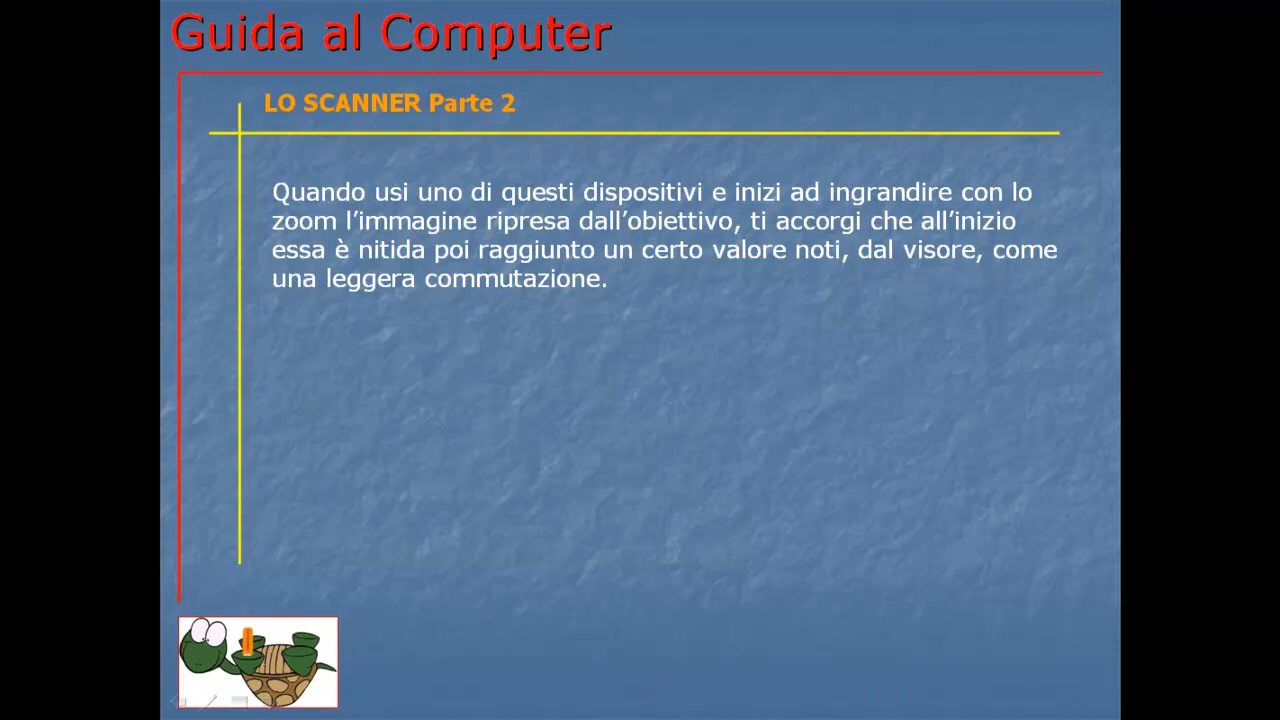 Guida al Computer
LO SCANNER Parte 2
Quando usi uno di questi dispositivi e inizi ad ingrandire con lo
zoom l’immagine ripresa dall’obiettivo, ti accorgi che all’inizio
essa è nitida poi raggiunto un certo valore noti, dal visore, come
una leggera commutazione.